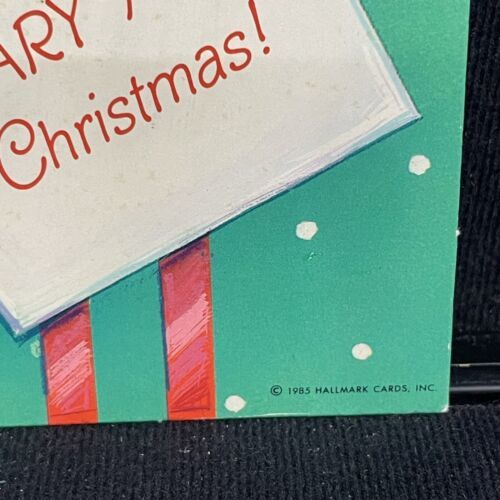 ARY
Christmas!
© 1985 HALLMARK CARDS, INC.